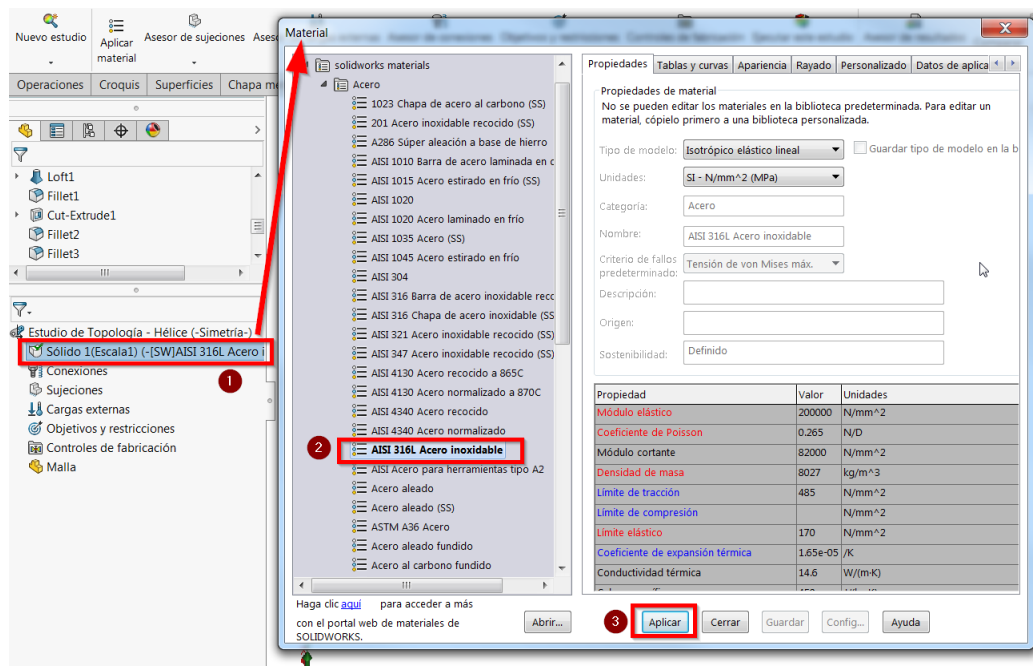 Nuevo estudio
Aplicar
material
Asesor de sujeciones
Operaciones
Croquis
Superficies
Chapa
Loft1
Fillet1
Cut-Extrude1
Fillet2
Fillet3
Estudio de Topología - Hélice (-Simetría-)
Sólido 1(Escala1) (-[SW]AISI 316L Acero i
1
Conexiones
Sujeciones
Cargas externas
Objetivos y restricciones
Controles de fabricación
Malla
Material
solidworks materials
Acero
1023 Chapa de acero al carbono (SS)
201 Acero inoxidable recocido (SS)
A286 Súper aleación a base de hierro
AISI 1010 Barra de acero laminada en c
AISI 1015 Acero estirado en frío (SS)
AISI 1020
AISI 1020 Acero laminado en frío
AISI 1035 Acero (SS)
AISI 1045 Acero estirado en frío
AISI 304
AISI 316 Barra de acero inoxidable recc
AISI 316 Chapa de acero inoxidable (SS
AISI 321 Acero inoxidable recocido (SS)
AISI 347 Acero inoxidable recocido (SS)
AISI 4130 Acero recocido a 865C
AISI 4130 Acero normalizado a 870C
AISI 4340 Acero recocido
AISI 4340 Acero normalizado
2 AISI 316L Acero inoxidable
AISI Acero para herramientas tipo A2
Acero aleado
Acero aleado (SS)
ASTM A36 Acero
Acero aleado fundido
Acero al carbono fundido
Haga clic aquí para acceder a más
con el portal web de materiales de
SOLIDWORKS.
Abrir...
Propiedades Tablas y curvas Apariencia Rayado Personalizado Datos de aplica
Propiedades de material
No se pueden editar los materiales en la biblioteca predeterminada. Para editar un
material, cópielo primero a una biblioteca personalizada.
Tipo de modelo: Isotrópico elástico lineal Guardar tipo de modelo en la b
Unidades: SI - N/mm^2 (MPa)
Categoría: Acero
Nombre: AISI 316L Acero inoxidable
Criterio de fallos
predeterminado: Tensión de von Mises máx.
Descripción:
Origen:
Sostenibilidad: Definido
Propiedad Valor Unidades
Módulo elástico 200000 N/mm^2
Coeficiente de Poisson 0.265 N/D
Módulo cortante 82000 N/mm^2
Densidad de masa 8027 kg/m^3
Límite de tracción 485 N/mm^2
Límite de compresión N/mm^2
Límite elástico 170 N/mm^2
Coeficiente de expansión térmica 1.65e-05 /K
Conductividad térmica 14.6 W/(m·K)
3 Aplicar Cerrar Guardar Config... Ayuda